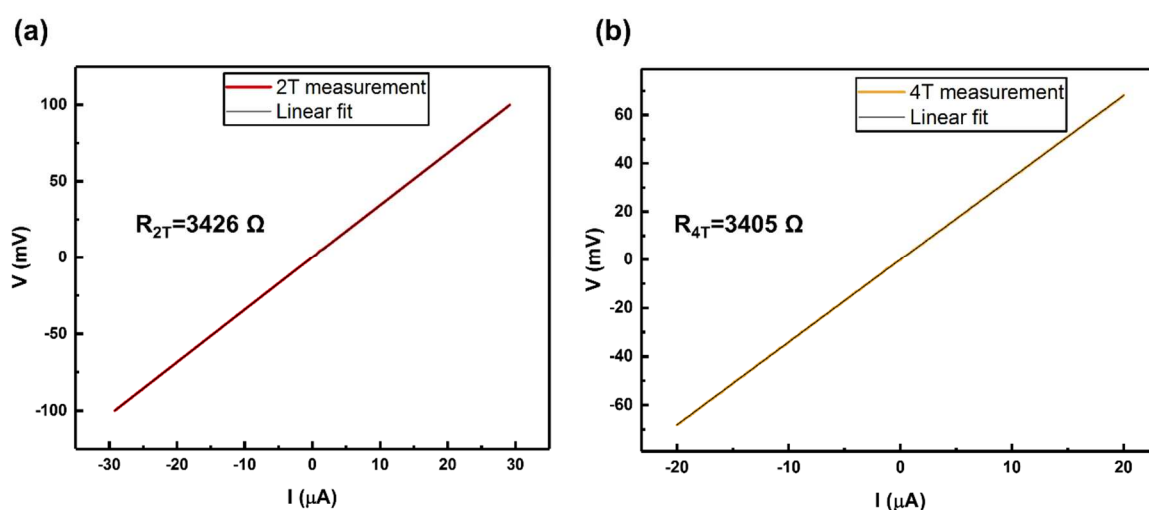 (a)
2T measurement
Linear fit
R2T=3426 Ω
V (mV)
100
50
0
-50
-100
-30 -20 -10 0 10 20 30
I (μA)
(b)
4T measurement
Linear fit
R4T=3405 Ω
V (mV)
60
40
20
0
-20
-40
-60
-20 -10 0 10 20
I (μA)